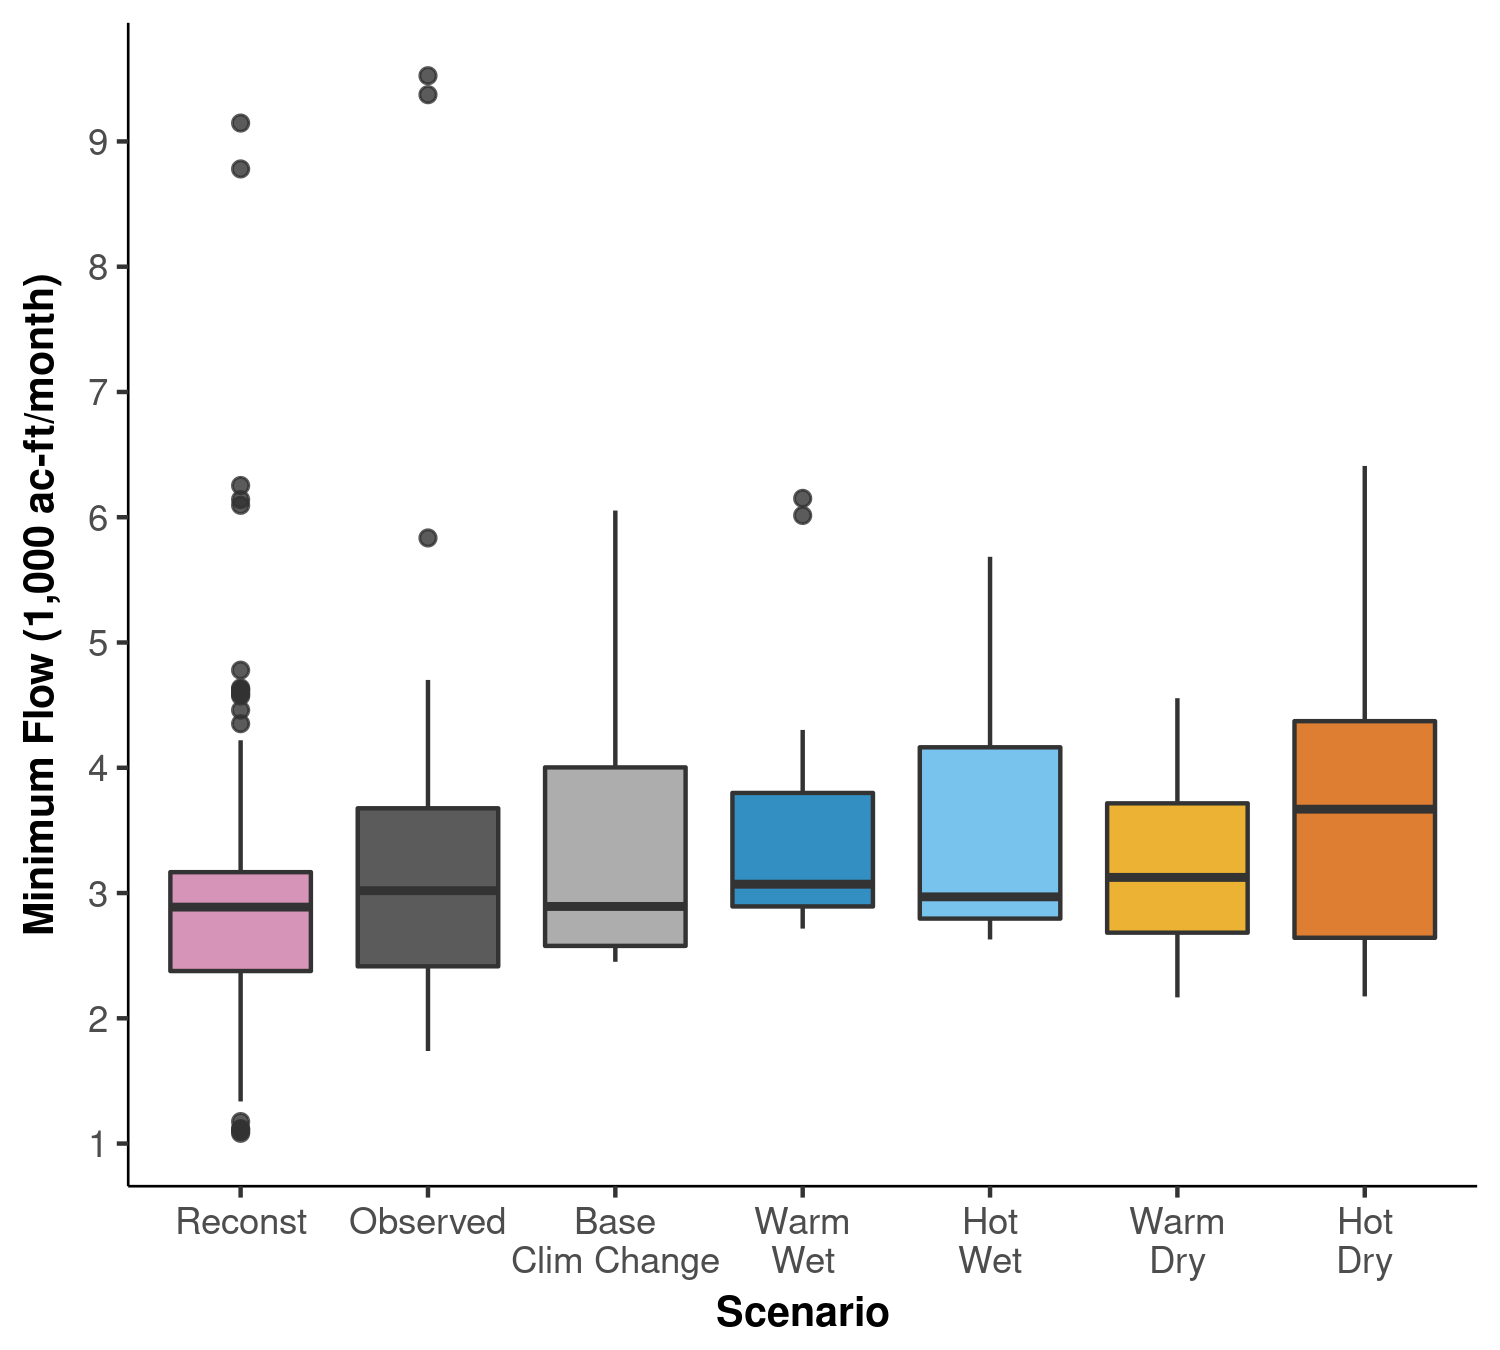 Minimum Flow (1,000 ac-ft/month)
9
8
7
6
5
4
3
2
1
Reconst Observed Base Warm Hot Warm Hot
Clim Change Wet Wet Dry Dry
Scenario